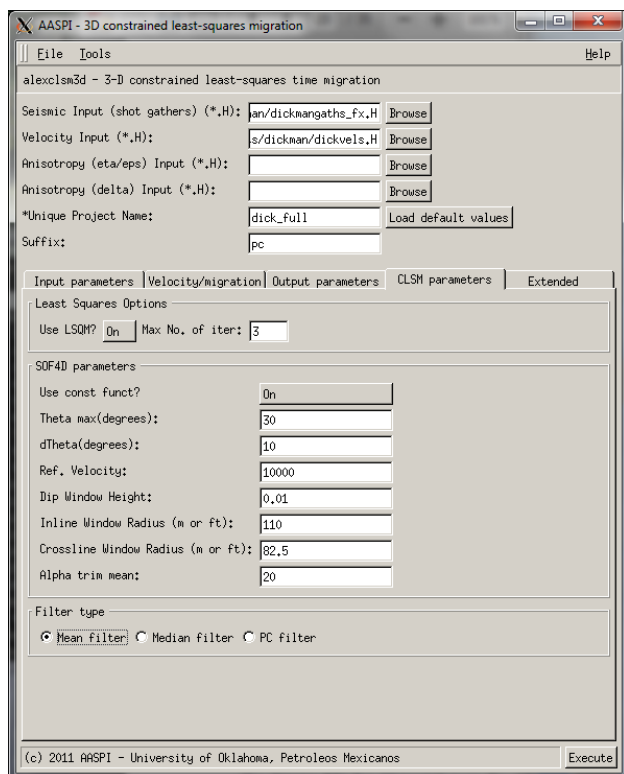 AASPI - 3D constrained least-squares migration
File Tools Help
alexclsm3d - 3-D constrained least-squares time migration
Seismic Input (shot gathers) (*.H): an/dickmangaths_fx.H Browse
Velocity Input (*.H): s/dickman/dickvels.H Browse
Anisotropy (eta/eps) Input (*.H): Browse
Anisotropy (delta) Input (*.H): Browse
*Unique Project Name: dick_full Load default values
Suffix: pc
Input parameters Velocity/migration Output parameters CLSM parameters Extended
Least Squares Options
Use LSQM? On Max No. of iter: 3
SOF4D parameters
Use const funct? On
Theta max(degrees): 30
dTheta(degrees): 10
Ref. Velocity: 10000
Dip Window Height: 0.01
Inline Window Radius (m or ft): 110
Crossline Window Radius (m or ft): 82.5
Alpha trim mean: 20
Filter type
Mean filter Median filter PC filter
(c) 2011 AASPI - University of Oklahoma, Petroleos Mexicanos Execute